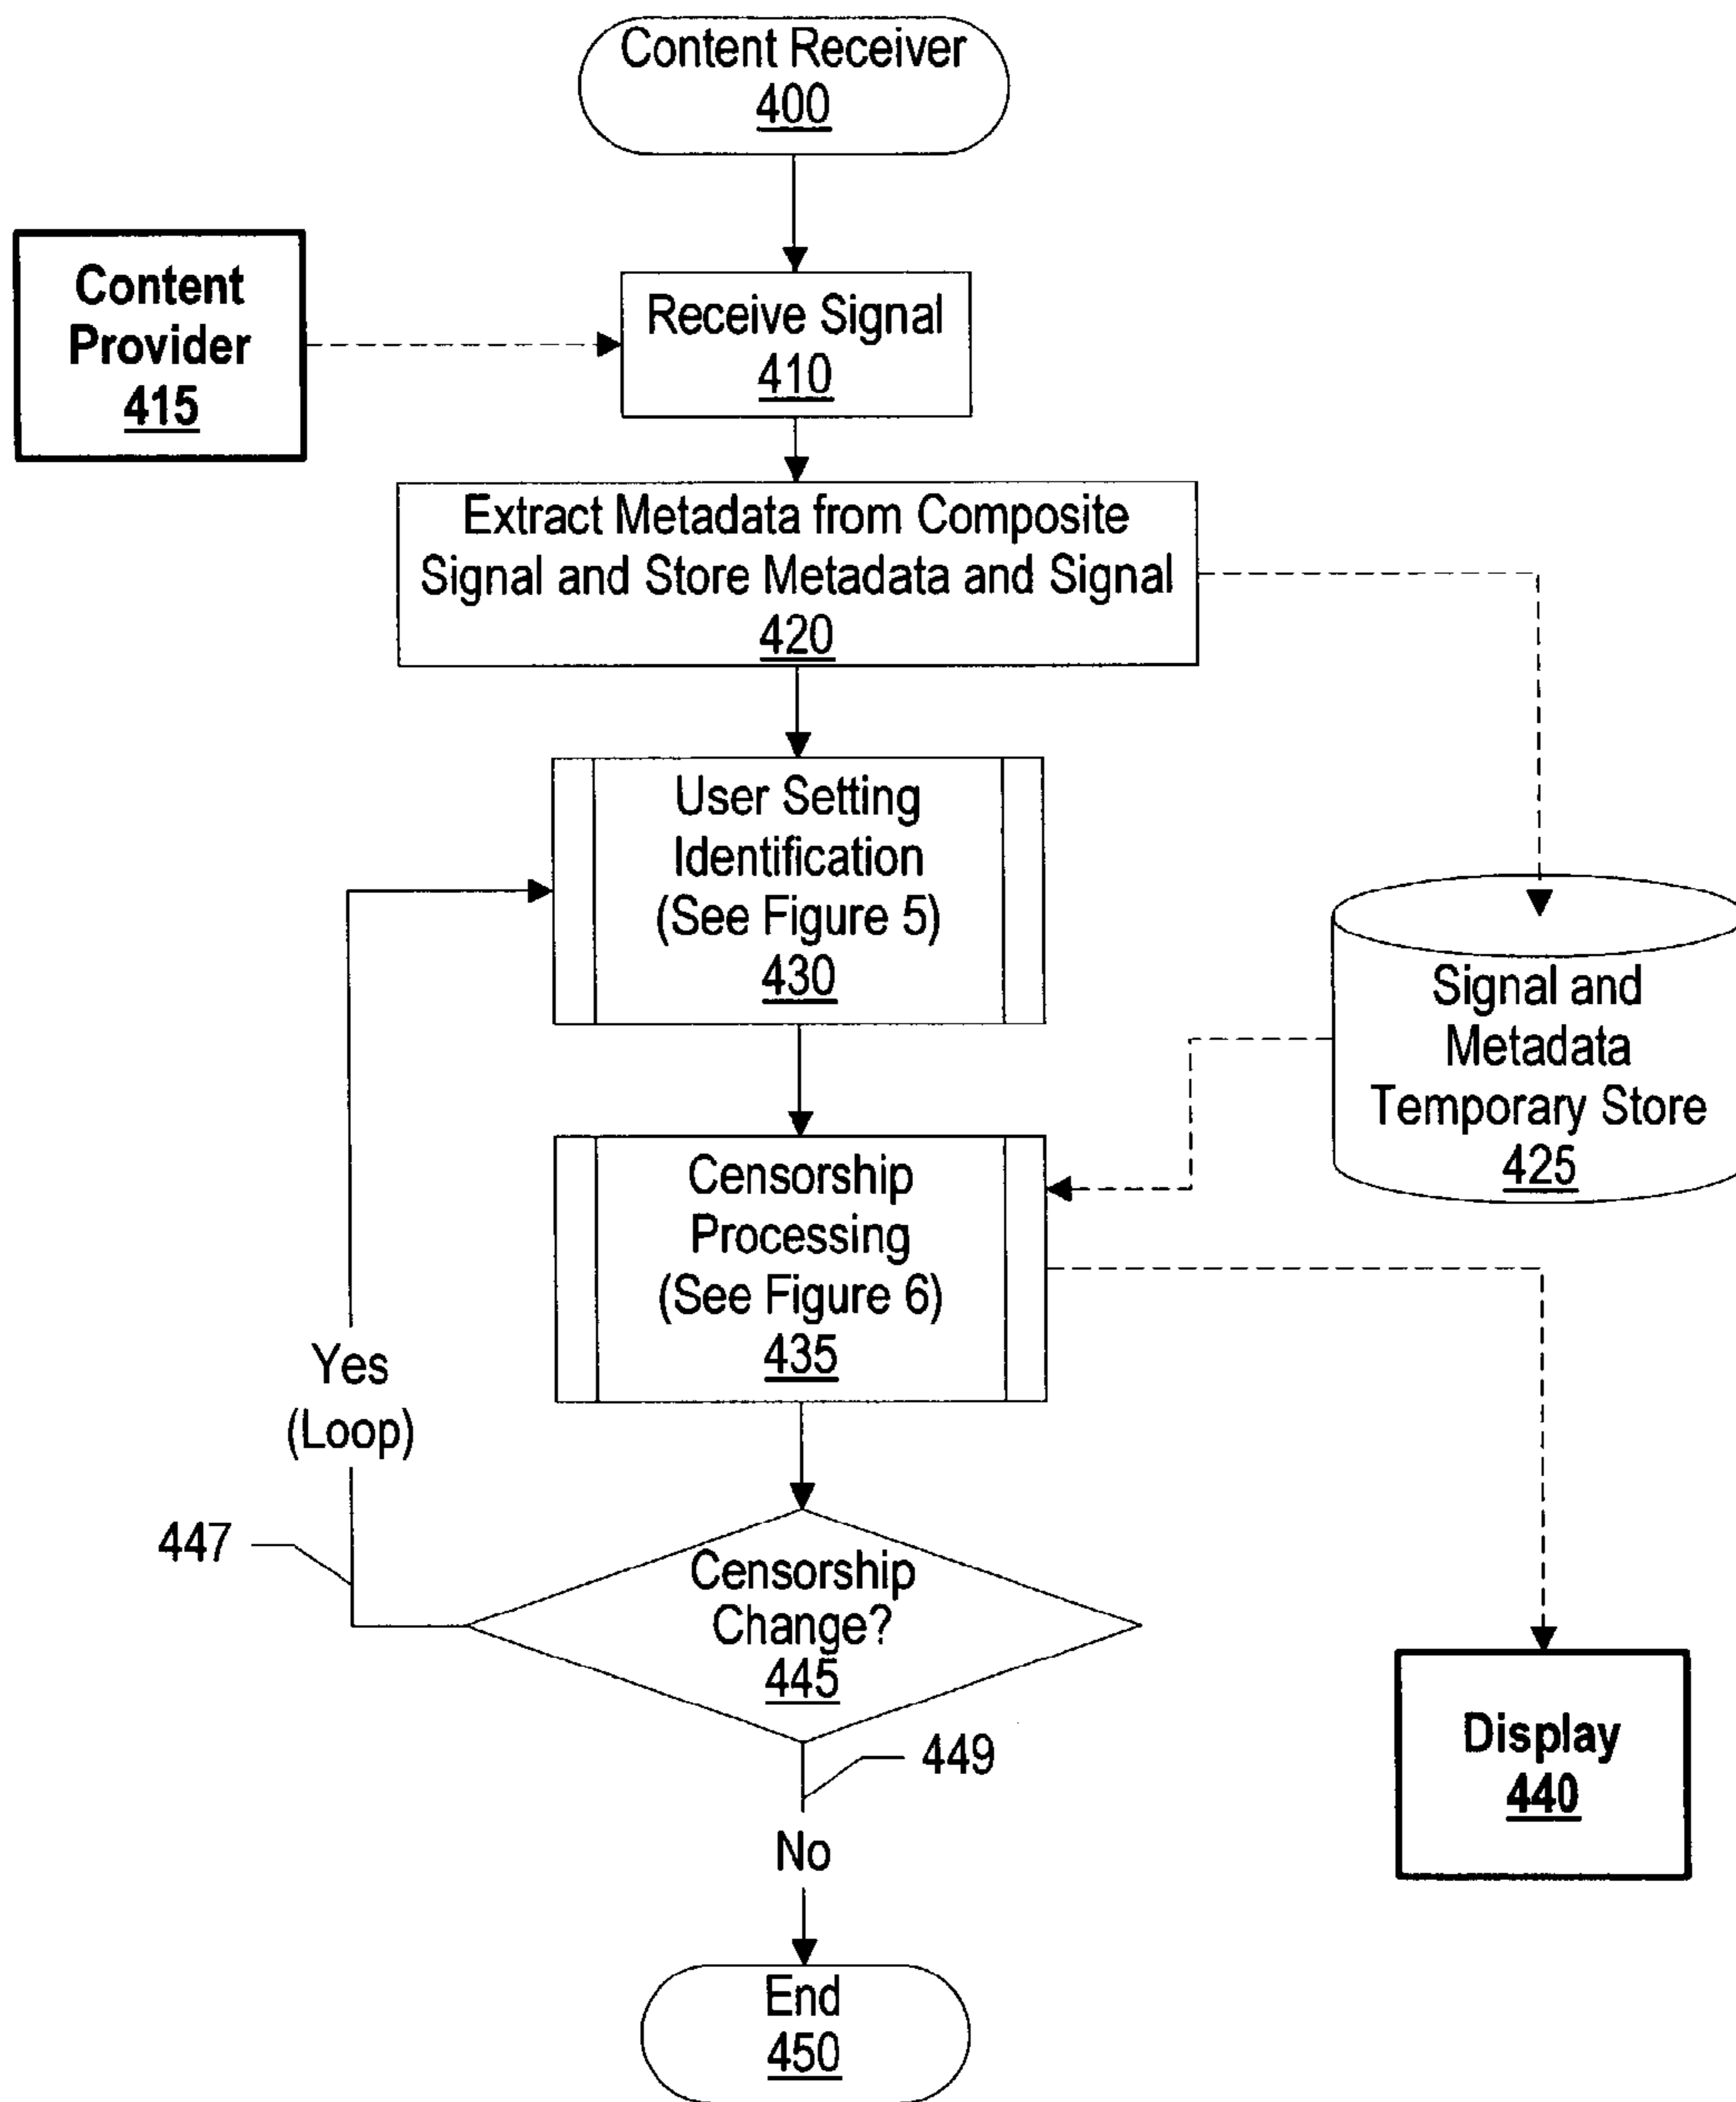 Content Receiver
400
Content
Provider
415
Receive Signal
410
Extract Metadata from Composite
Signal and Store Metadata and Signal
420
User Setting
Identification
(See Figure 5)
430
Signal and
Metadata
Temporary Store
425
Censorship
Processing
(See Figure 6)
435
Yes
(Loop)
447
Censorship
Change?
445
449
No
Display
440
End
450